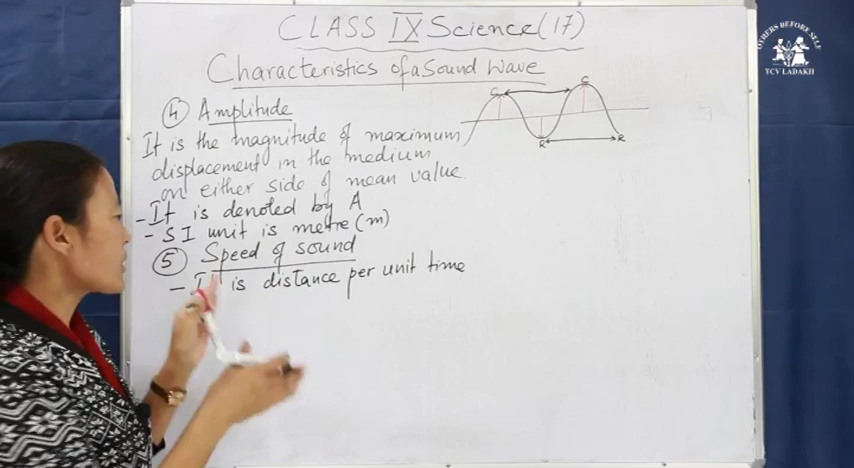 CLASS IX Science (17)
Characteristics of a Sound Wave
④ Amplitude
It is the magnitude of maximum
displacement in the medium
on either side of mean value
- It is denoted by A
- SI unit is metre (m)
⑤ Speed of sound
- It is distance per unit time
C
C
R
R
OTHERS BEFORE SELF
TCV LADAKH